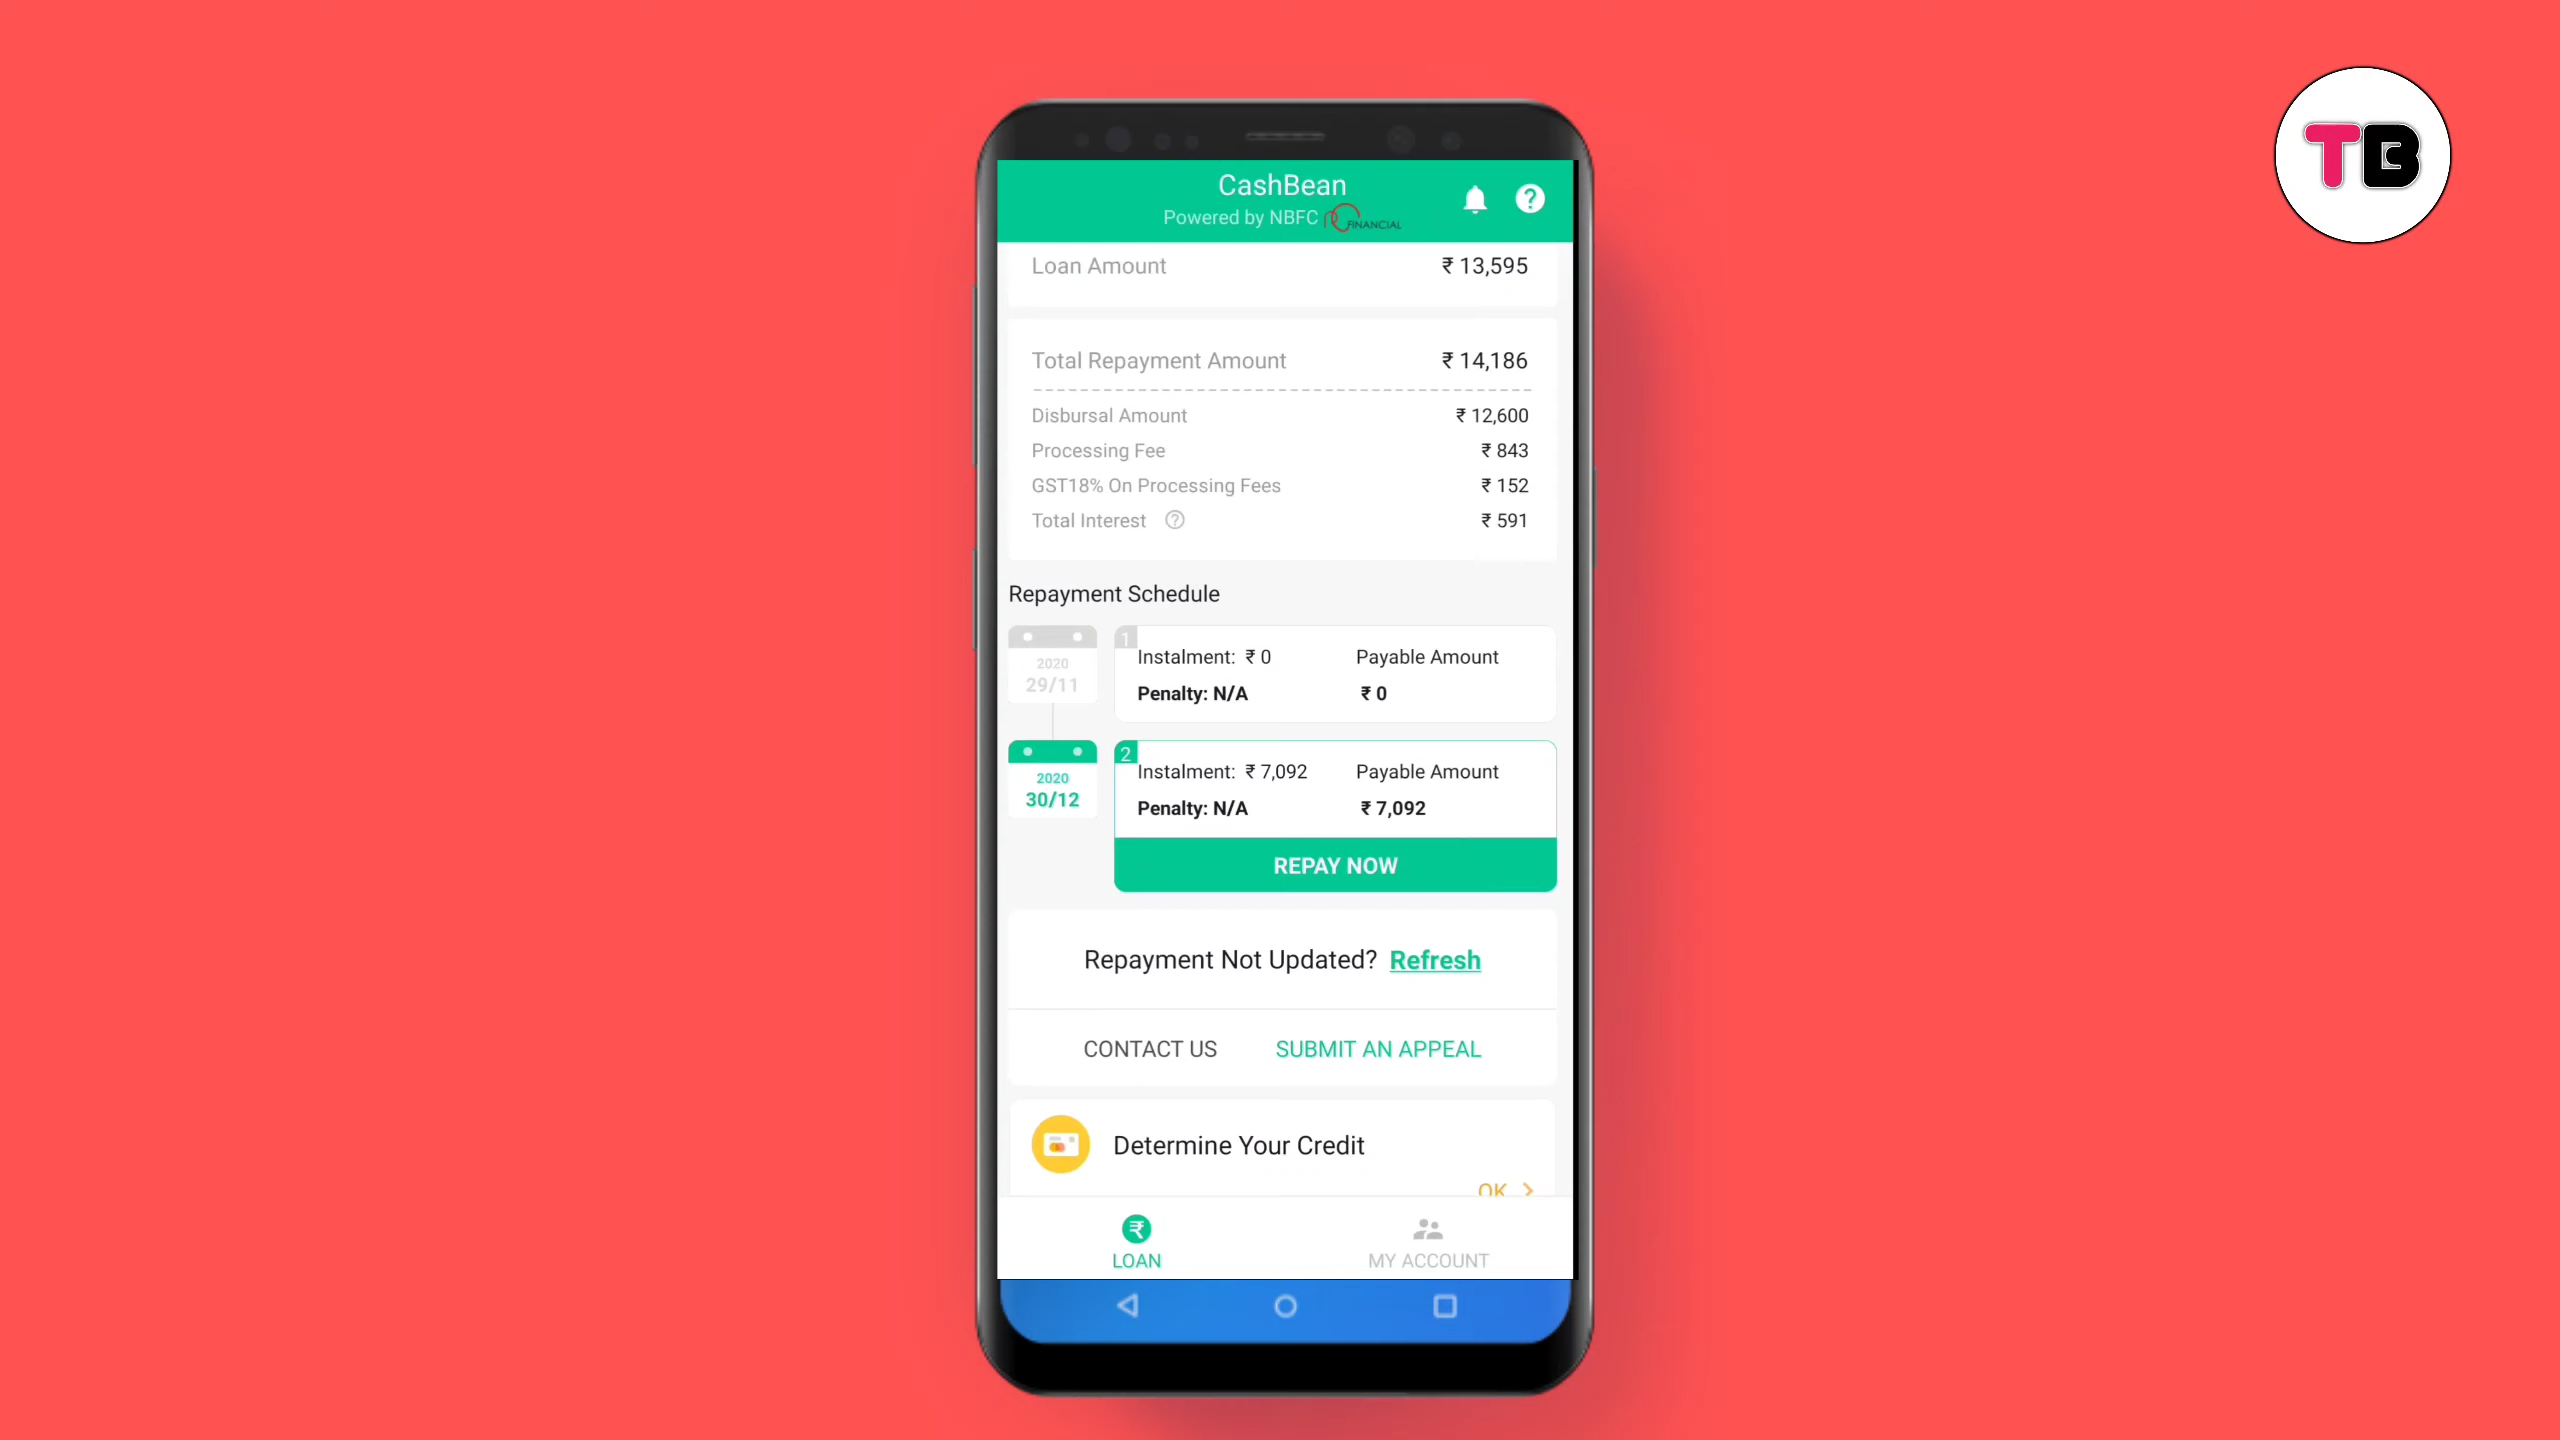 TB
CashBean
Powered by NBFC FINANCIAL
Loan Amount ₹ 13,595
Total Repayment Amount ₹ 14,186
Disbursal Amount ₹ 12,600
Processing Fee ₹ 843
GST18% On Processing Fees ₹ 152
Total Interest ? ₹ 591
Repayment Schedule
1
2020
29/11
Instalment: ₹ 0 Payable Amount
Penalty: N/A ₹ 0
2
2020
30/12
Instalment: ₹ 7,092 Payable Amount
Penalty: N/A ₹ 7,092
REPAY NOW
Repayment Not Updated? Refresh
CONTACT US SUBMIT AN APPEAL
Determine Your Credit
OK
LOAN MY ACCOUNT